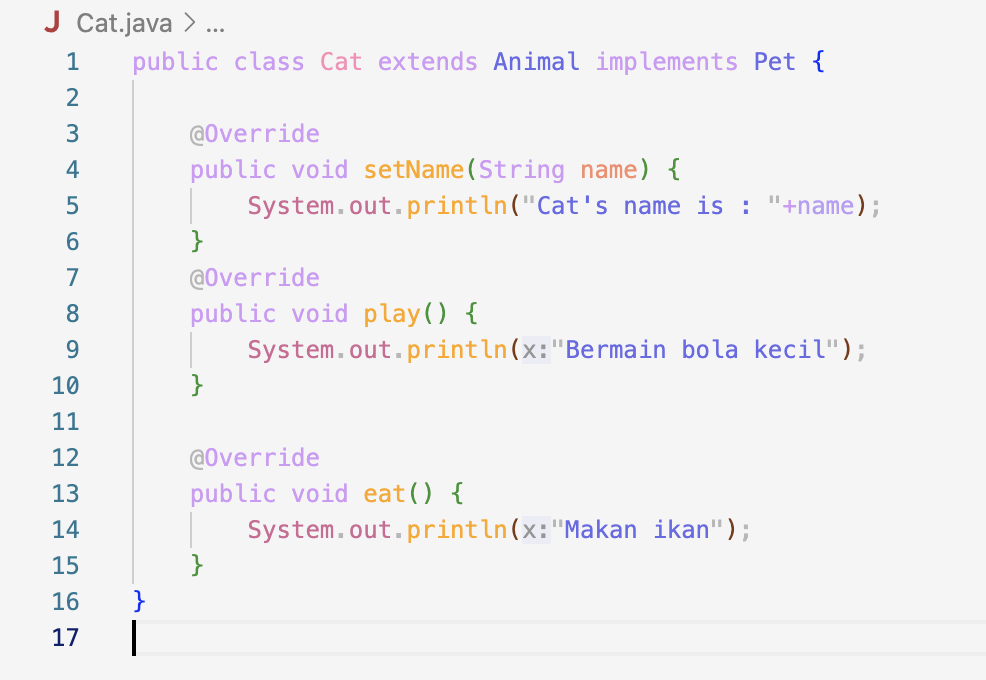 J Cat.java > ...
1 public class Cat extends Animal implements Pet {
2
3 @Override
4 public void setName(String name) {
5 System.out.println("Cat's name is : "+name);
6 }
7 @Override
8 public void play() {
9 System.out.println(x:"Bermain bola kecil");
10 }
11
12 @Override
13 public void eat() {
14 System.out.println(x:"Makan ikan");
15 }
16 }
17